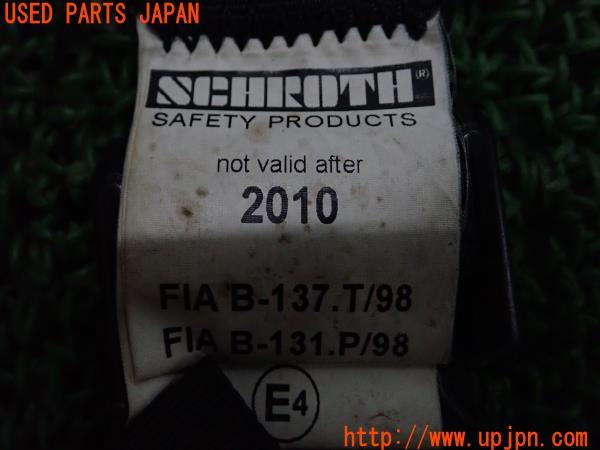 USED PARTS JAPAN
SCHROTH (R)
SAFETY PRODUCTS
not valid after
2010
FIA B-137.T/98
FIA B-131.P/98
E4
http://www.upjpn.com/